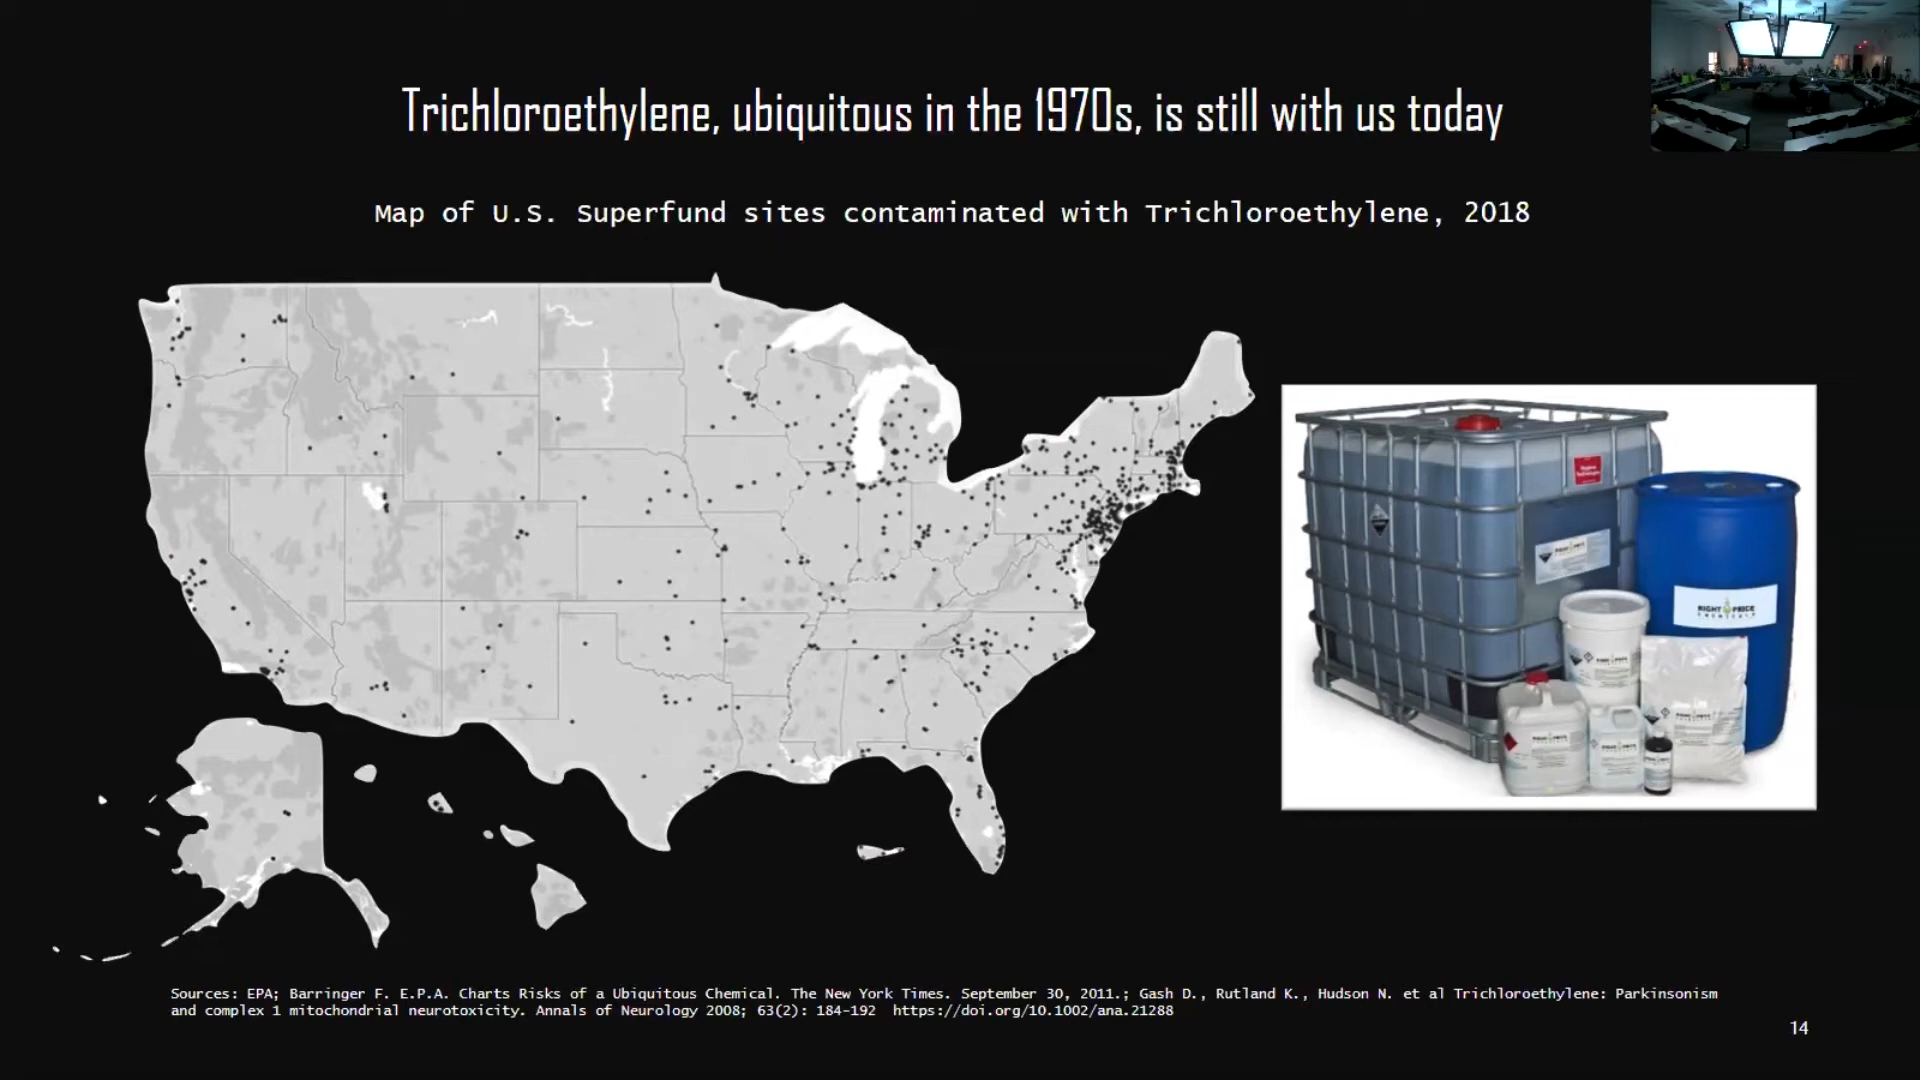 Trichloroethylene, ubiquitous in the 1970s, is still with us today
Map of U.S. Superfund sites contaminated with Trichloroethylene, 2018
RIGHT PRICE
CHEMICALS
Sources: EPA; Barringer F. E.P.A. Charts Risks of a Ubiquitous Chemical. The New York Times. September 30, 2011.; Gash D., Rutland K., Hudson N. et al Trichloroethylene: Parkinsonism
and complex 1 mitochondrial neurotoxicity. Annals of Neurology 2008; 63(2): 184-192 https://doi.org/10.1002/ana.21288
14